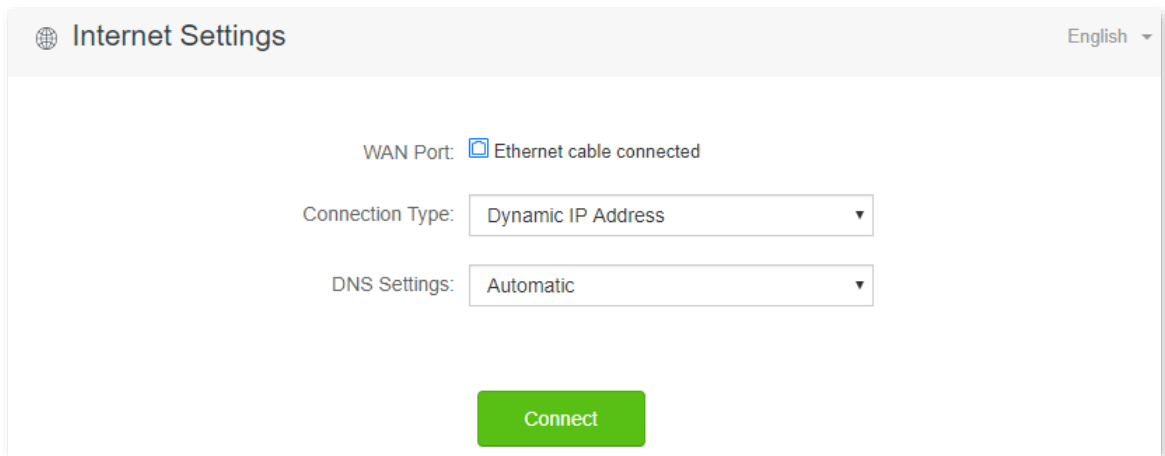 Internet Settings English
WAN Port: Ethernet cable connected
Connection Type: Dynamic IP Address
DNS Settings: Automatic
Connect